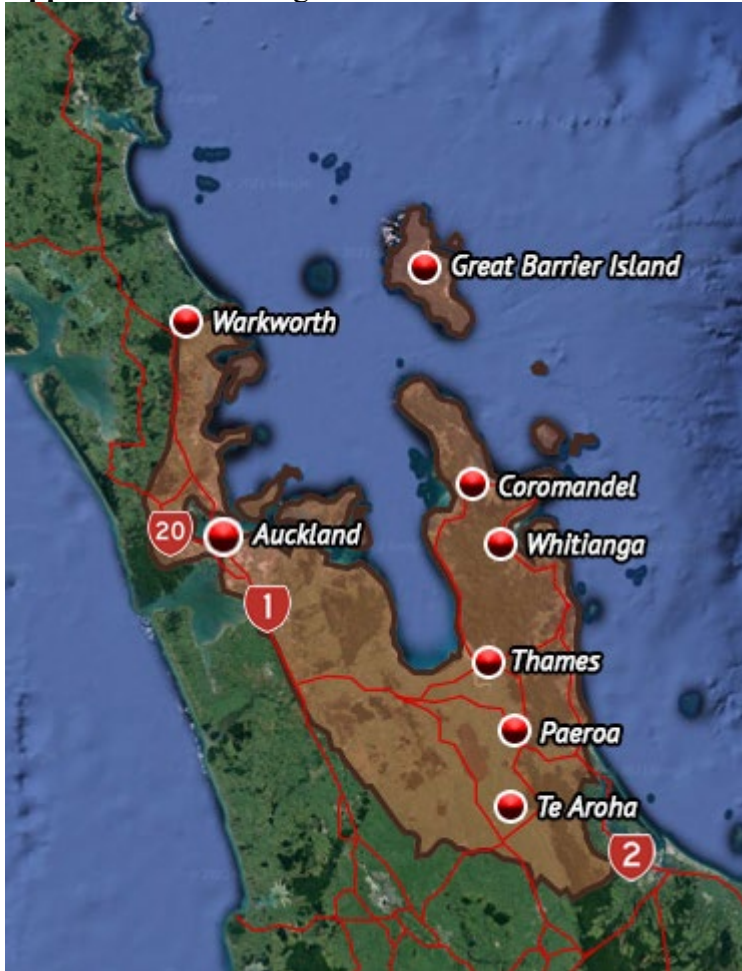 Great Barrier Island
Warkworth
Coromandel
20
Auckland
Whitianga
1
Thames
Paeroa
Te Aroha
2